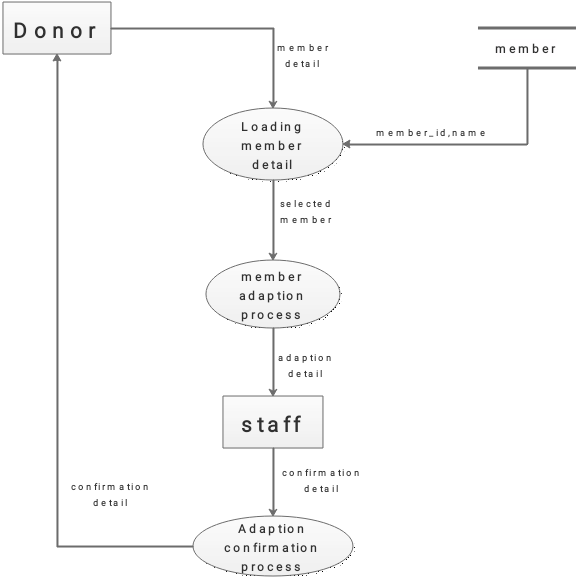 Donor
member
detail
member
Loading
member
detail
member_id,name
selected
member
member
adaption
process
adaption
detail
staff
confirmation
detail
confirmation
detail
Adaption
confirmation
process